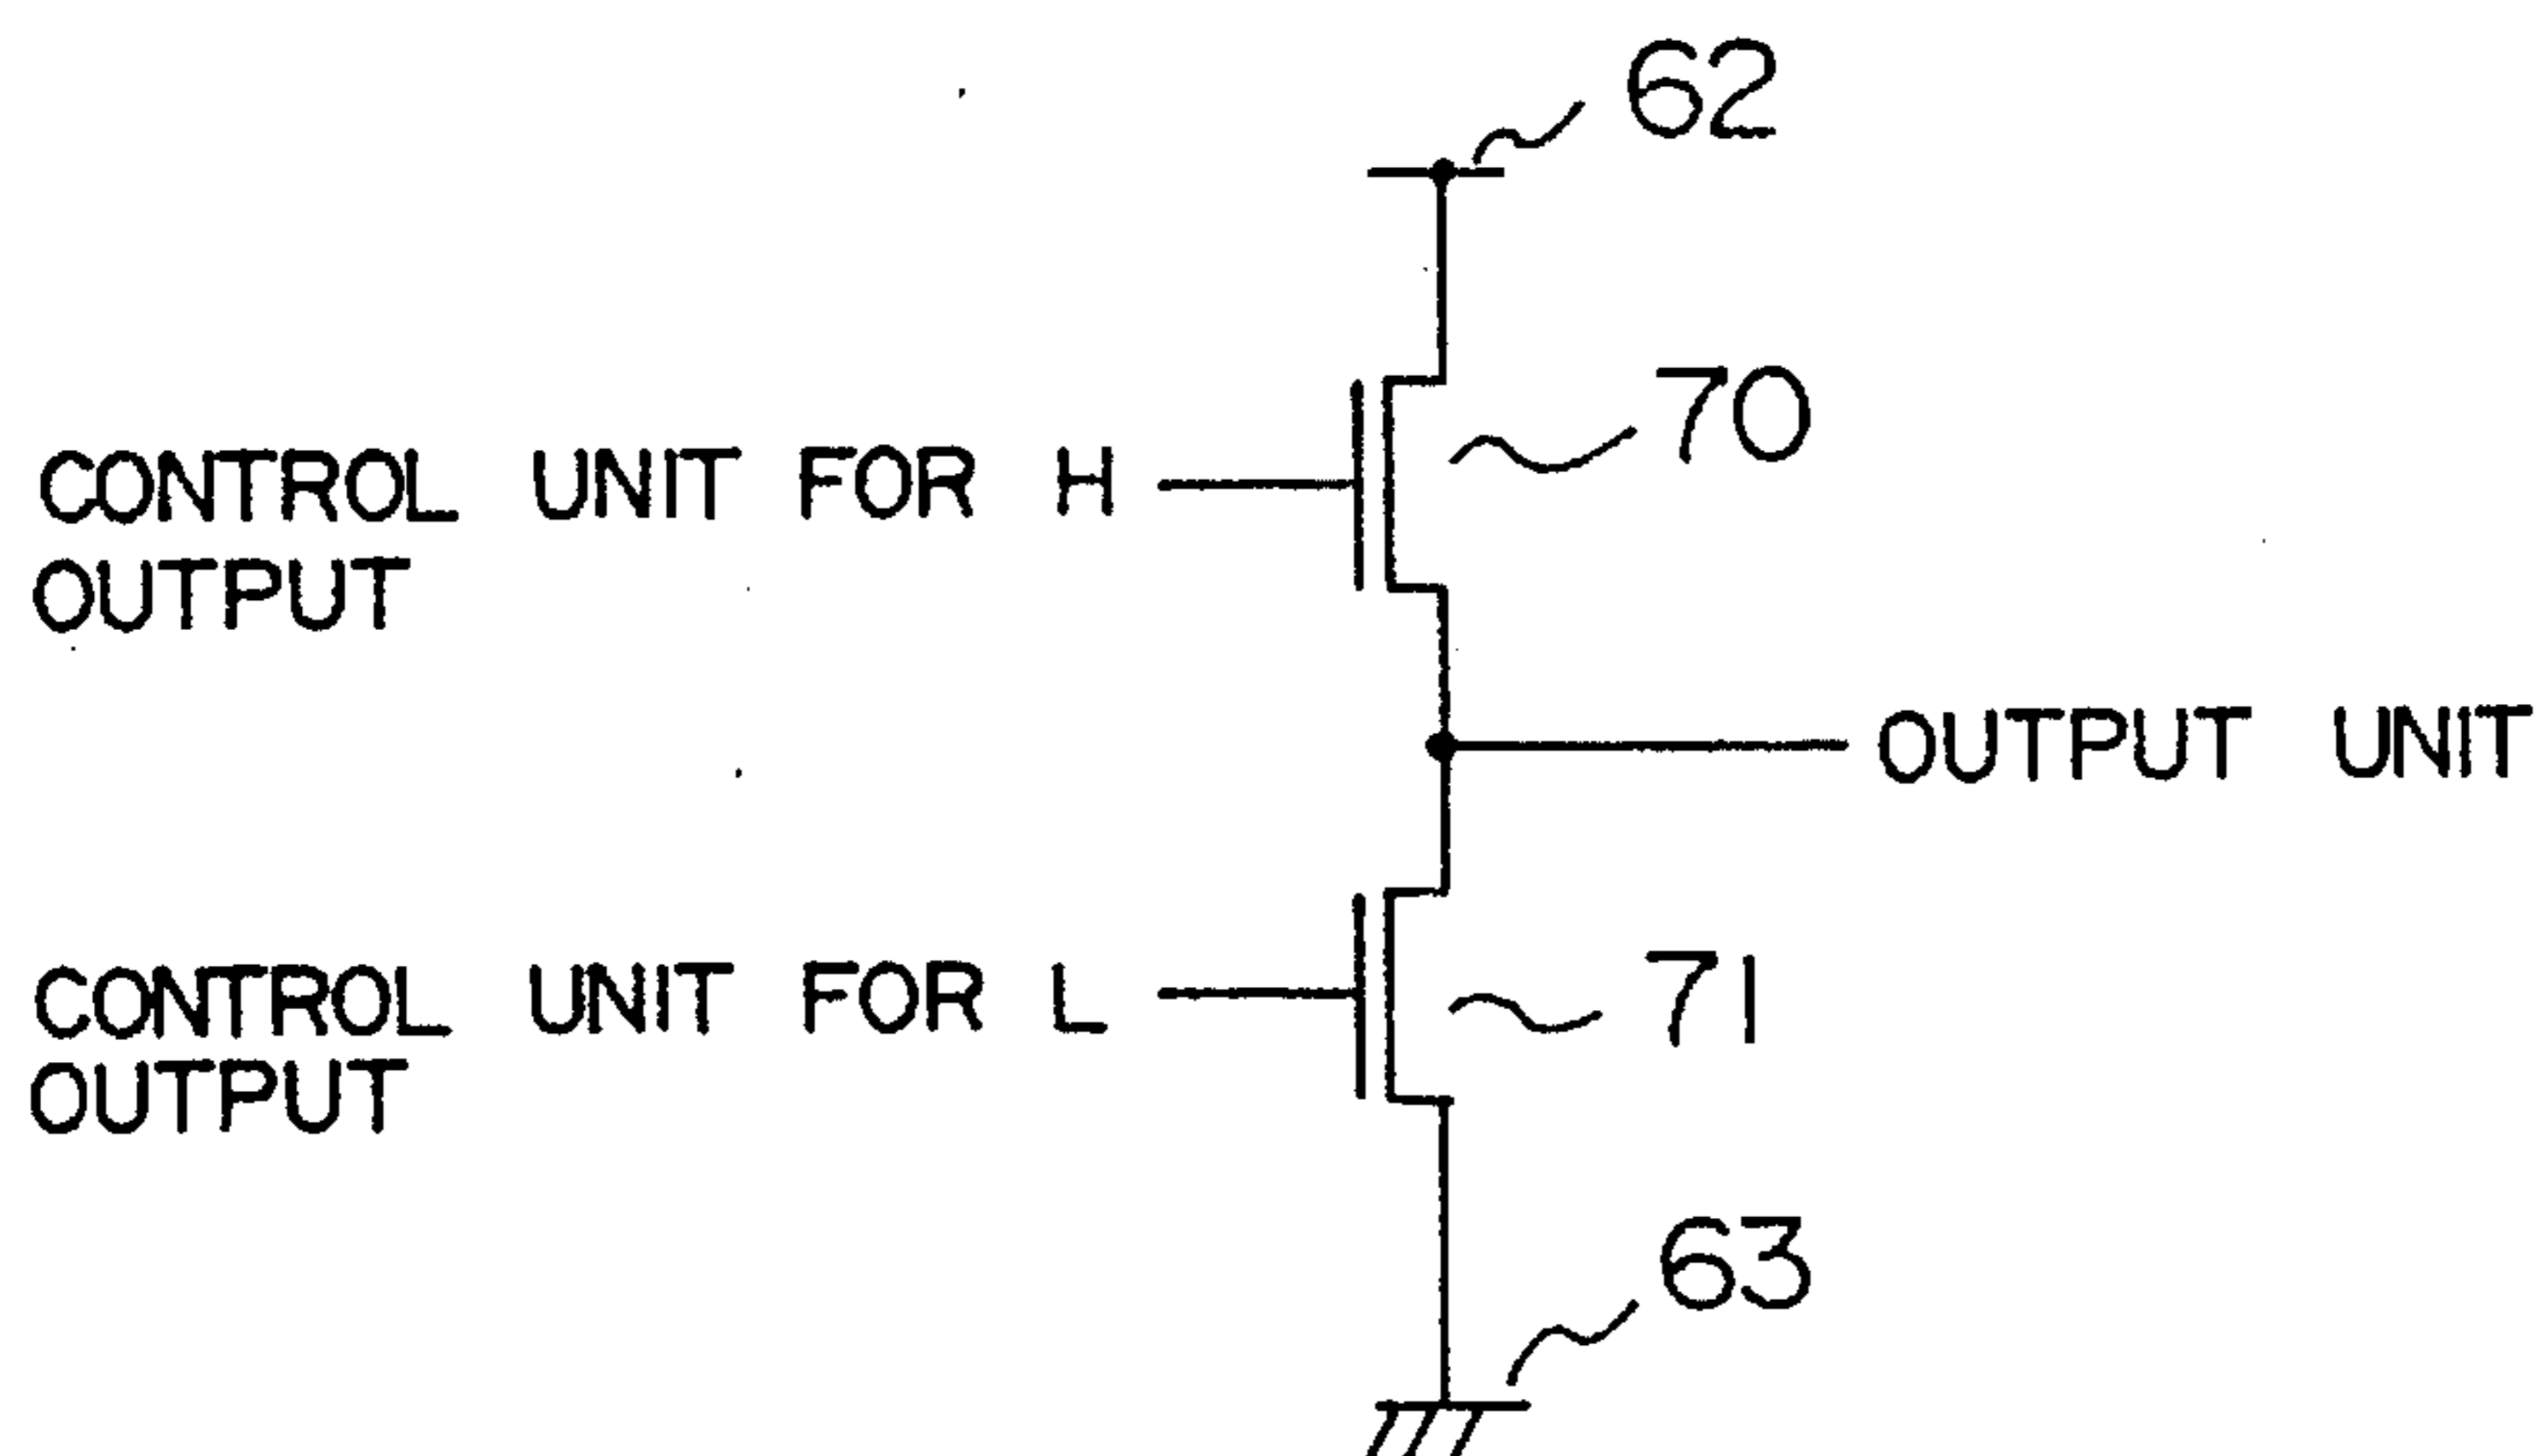 62
70
CONTROL UNIT FOR H
OUTPUT
OUTPUT UNIT
CONTROL UNIT FOR L
OUTPUT
71
63